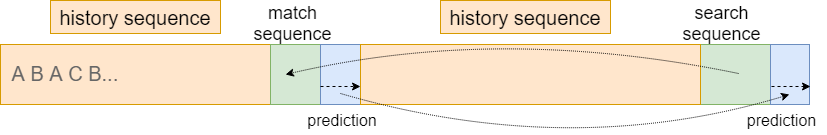 history sequence
match
sequence
history sequence
search
sequence
A B A C B...
prediction
prediction